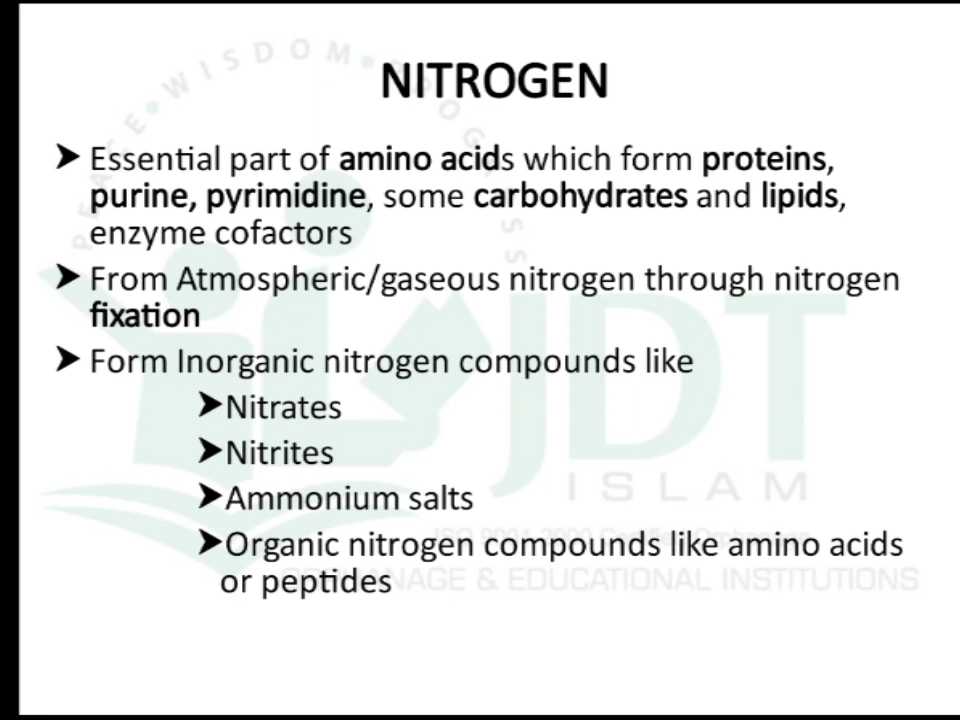 NITROGEN
➤ Essential part of amino acids which form proteins,
purine, pyrimidine, some carbohydrates and lipids,
enzyme cofactors
➤ From Atmospheric/gaseous nitrogen through nitrogen
fixation
➤ Form Inorganic nitrogen compounds like
➤Nitrates
➤Nitrites
➤Ammonium salts
➤Organic nitrogen compounds like amino acids
or peptides
PEACE • WISDOM •
JDT
ISLAM
& EDUCATIONAL INSTITUTIONS